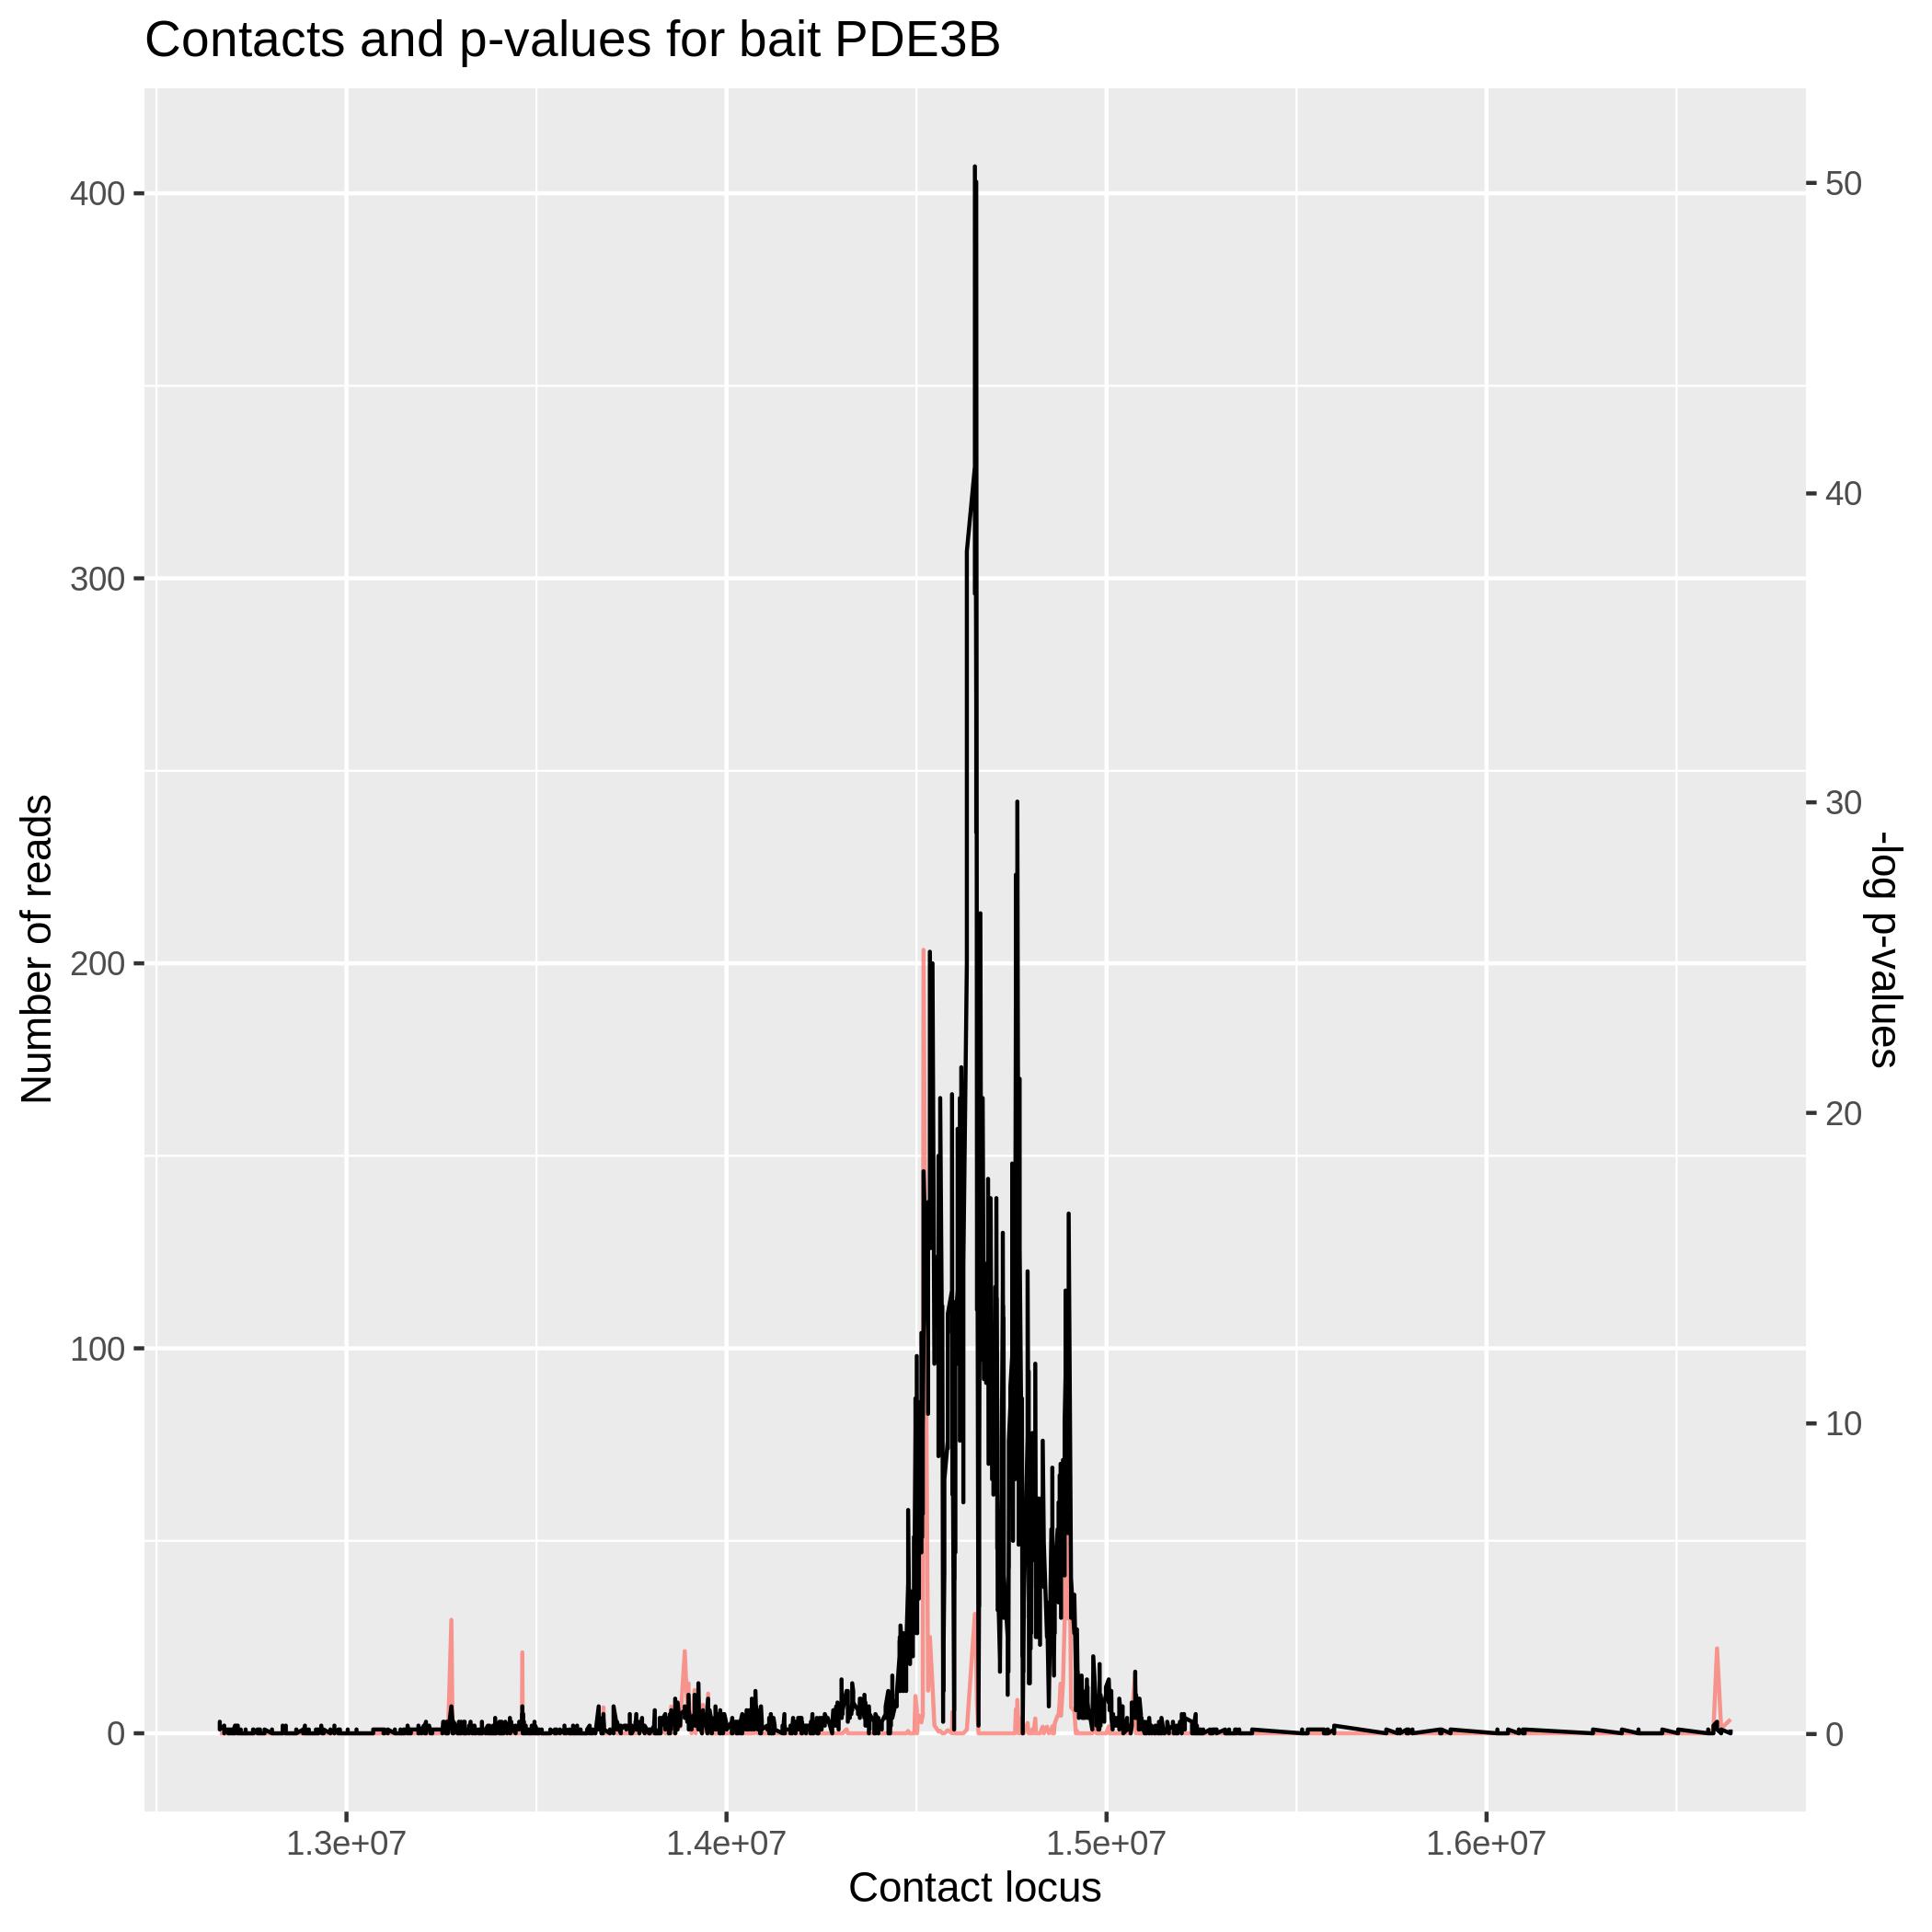 Contacts and p-values for bait PDE3B
Number of reads
400
300
200
100
0
50
40
30
20
10
0
-log p-values
1.3e+07
1.4e+07
1.5e+07
1.6e+07
Contact locus